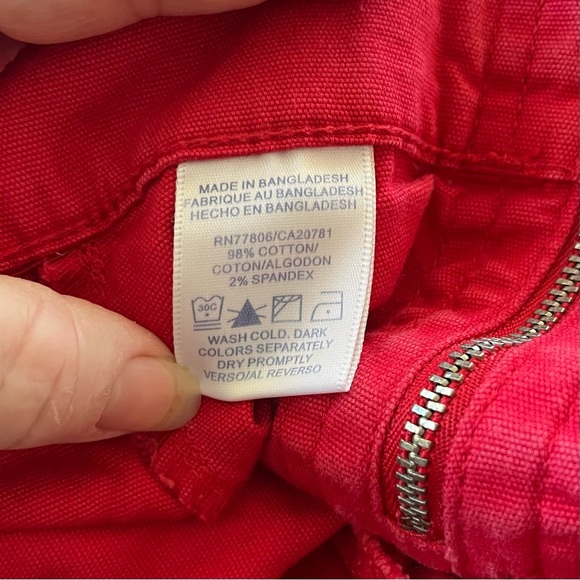 MADE IN BANGLADESH
FABRIQUE AU BANGLADESH
HECHO EN BANGLADESH
RN77806/CA20781
98% COTTON/
COTON/ALGODON
2% SPANDEX
30C
WASH COLD. DARK
COLORS SEPARATELY
DRY PROMPTLY
VERSO/AL REVERSO